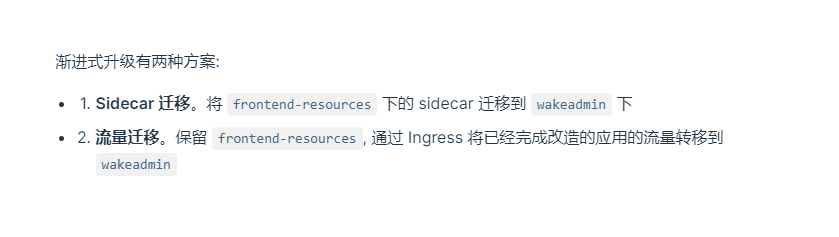 渐进式升级有两种方案:
• 1. Sidecar 迁移。将 frontend-resources 下的 sidecar 迁移到 wakeadmin 下
• 2. 流量迁移。保留 frontend-resources, 通过 Ingress 将已经完成改造的应用的流量转移到
wakeadmin